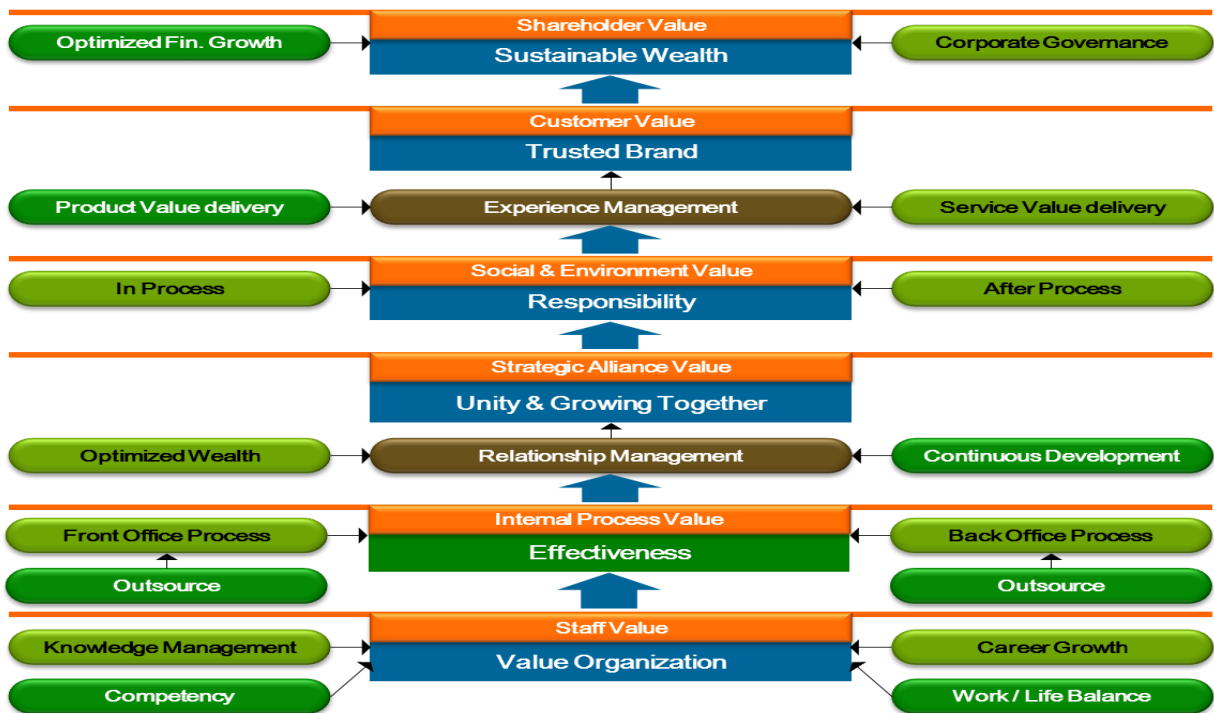 Shareholder Value
Optimized Fin. Growth
Sustainable Wealth
Corporate Governance
Customer Value
Trusted Brand
Product Value delivery
Experience Management
Service Value delivery
Social & Environment Value
In Process
Responsibility
After Process
Strategic Alliance Value
Unity & Growing Together
Optimized Wealth
Relationship Management
Continuous Development
Internal Process Value
Front Office Process
Effectiveness
Back Office Process
Outsource
Outsource
Staff Value
Knowledge Management
Value Organization
Career Growth
Competency
Work / Life Balance